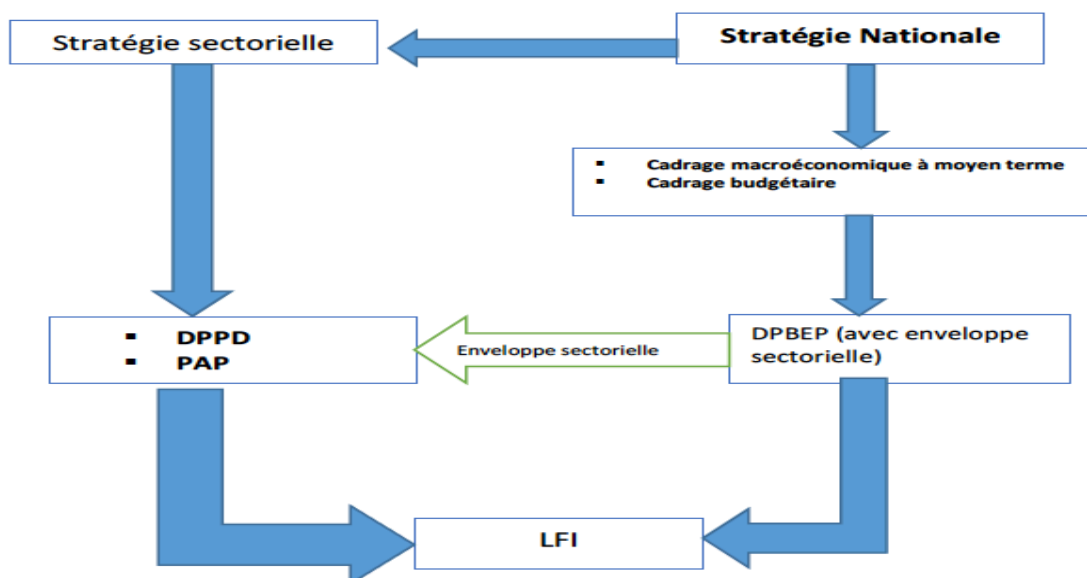 Stratégie sectorielle
Stratégie Nationale
▪ Cadrage macroéconomique à moyen terme
▪ Cadrage budgétaire
▪ DPPD
▪ PAP
Enveloppe sectorielle
DPBEP (avec enveloppe
sectorielle)
LFI